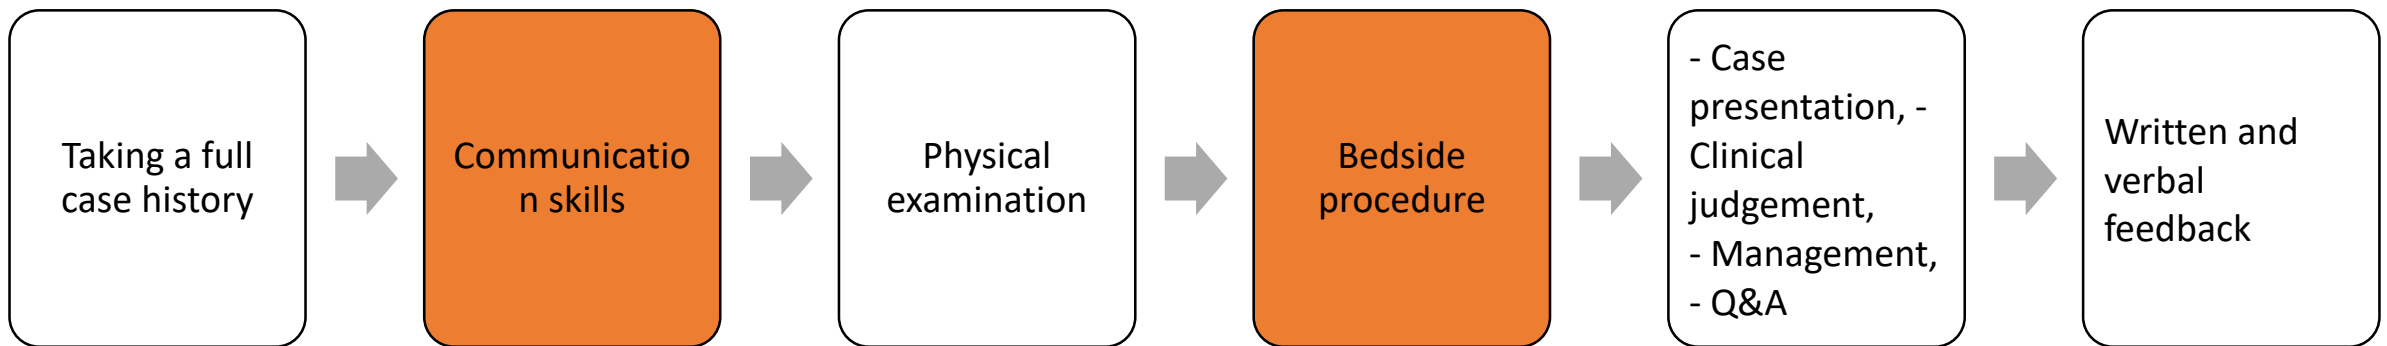 Taking a full
case history
Communicatio
n skills
Physical
examination
Bedside
procedure
- Case
presentation, -
Clinical
judgement,
- Management,
- Q&A
Written and
verbal
feedback